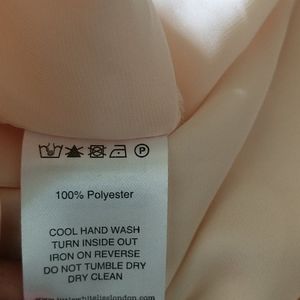 100% Polyester
COOL HAND WASH
TURN INSIDE OUT
IRON ON REVERSE
DO NOT TUMBLE DRY
DRY CLEAN